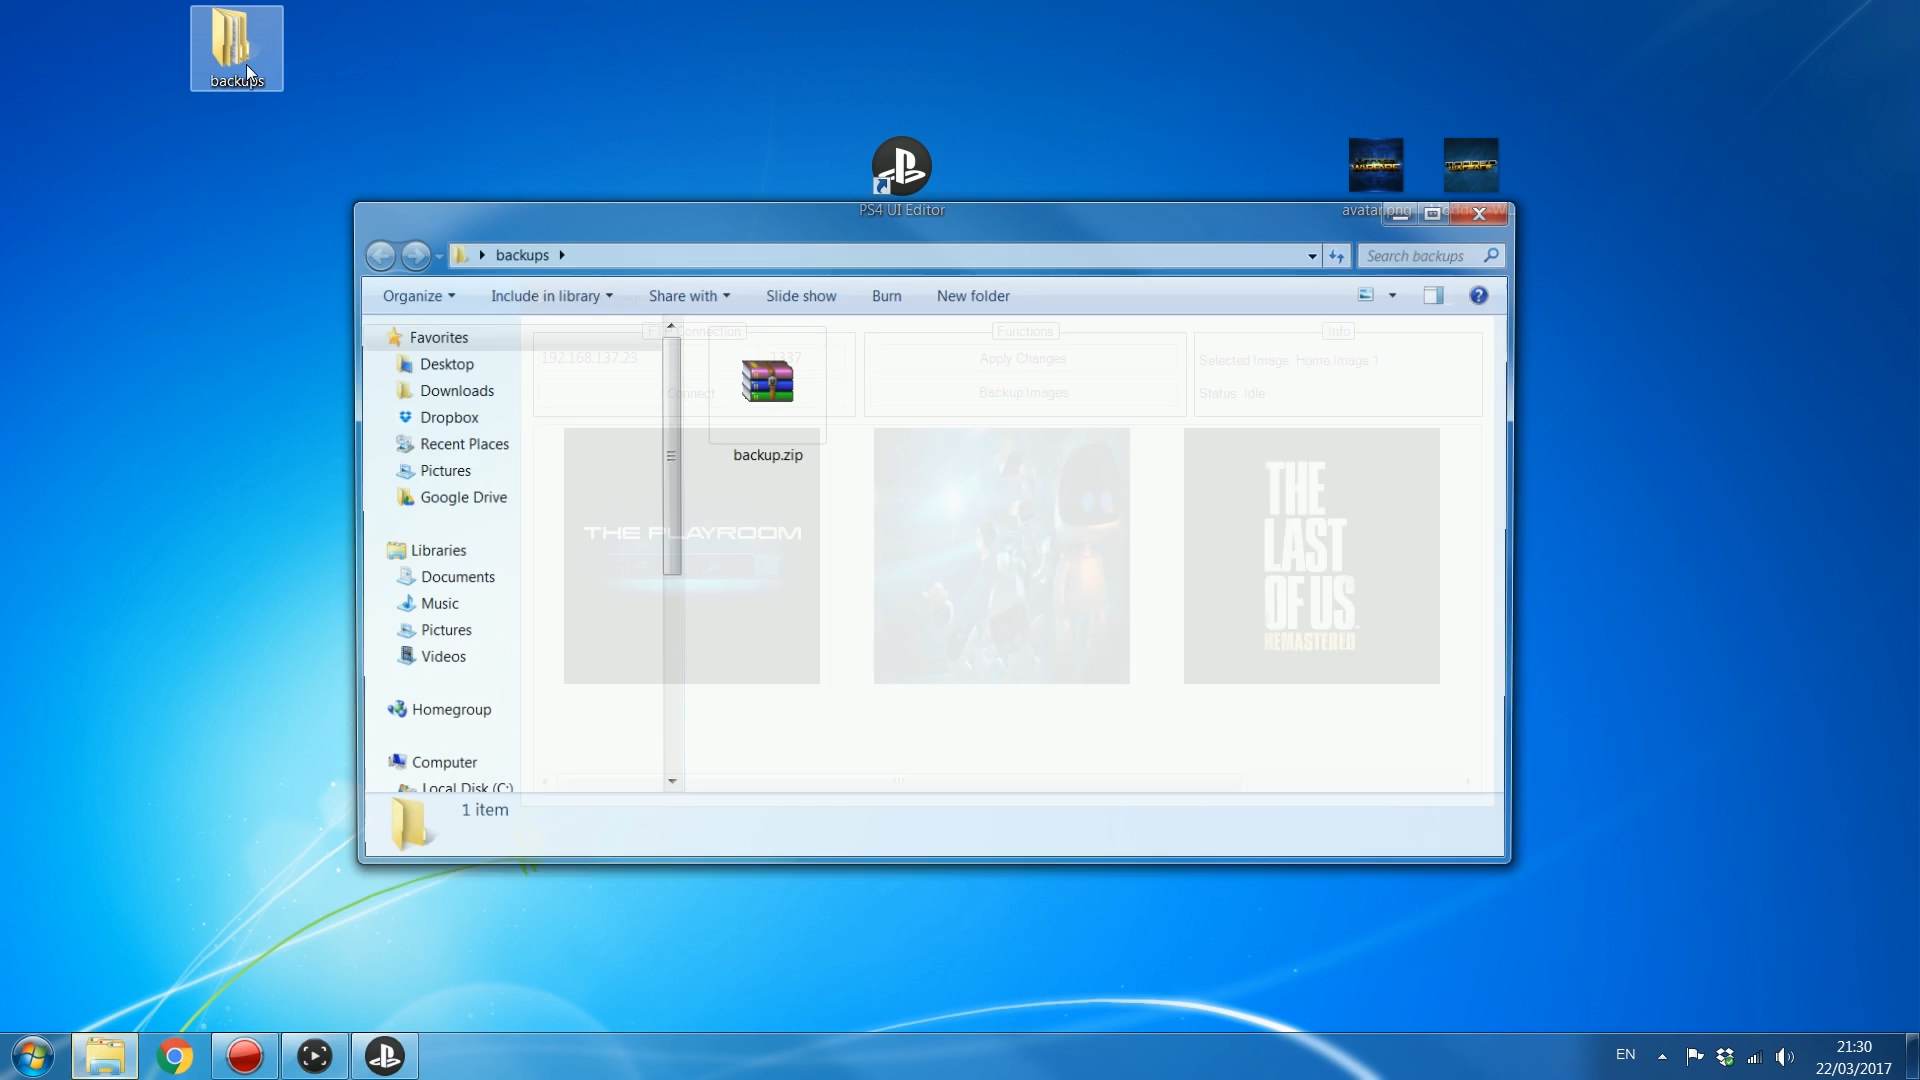 backups
PS4 UI Editor
avatar.png
backups
Search backups
Organize
Include in library
Share with
Slide show
Burn
New folder
Favorites
Desktop
Downloads
Dropbox
Recent Places
Pictures
Google Drive
Libraries
Documents
Music
Pictures
Videos
Homegroup
Computer
Local Disk (C:)
Connection
192.168.137.23
1337
Connect
Functions
Apply Changes
Backup Images
Info
Selected Image: Home Image 1
Status: Idle
backup.zip
THE PLAYROOM
THE
LAST
OF US
REMASTERED
1 item
EN
21:30
22/03/2017